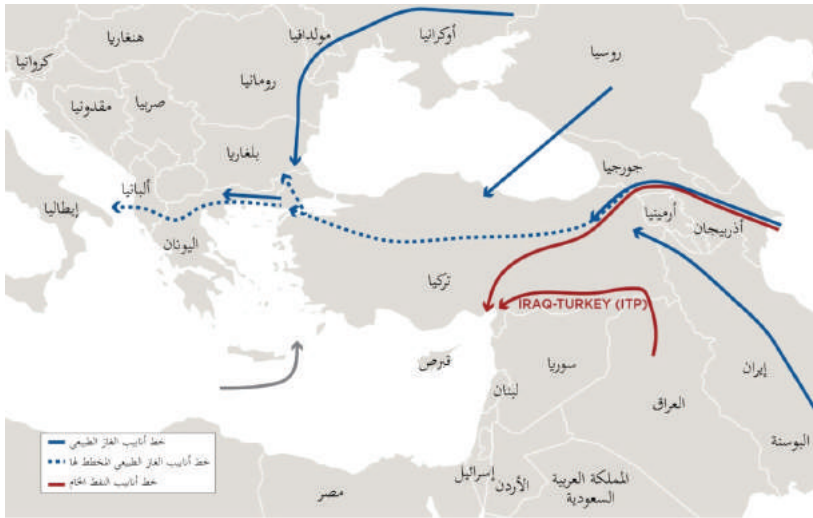 أوكرانيا
مولدافيا
هنغاريا
كرواتيا
روسيا
رومانيا
صربيا
مقدونيا
بلغاريا
جورجيا
ألبانيا
إيطاليا
أرمينيا
أذربيجان
اليونان
تركيا
IRAQ-TURKEY (ITP)
قبرص
سوريا
إيران
لبنان
العراق
البوسنة
خط أنابيب الغاز الطبيعي
خط أنابيب الغاز الطبيعي المخطط لها
خط أنابيب النفط الخام
إسرائيل
الأردن
المملكة العربية
السعودية
مصر